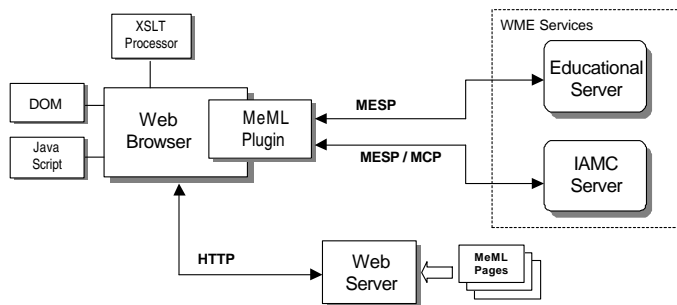 XSLT
Processor
WME Services
Educational
Server
DOM
Web
Browser
MeML
Plugin
MESP
Java
Script
MESP / MCP
IAMC
Server
HTTP
Web
Server
MeML
Pages